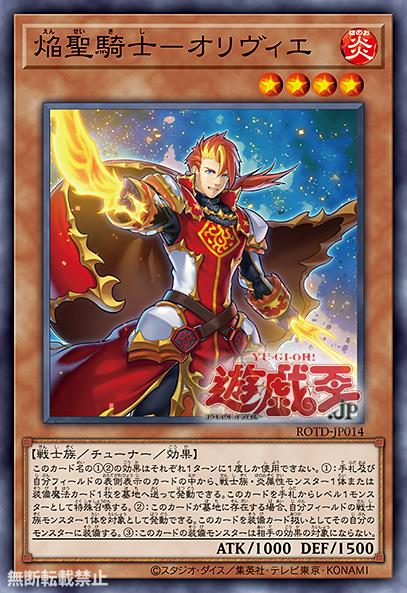 焔聖騎士－オリヴィエ
炎
YU-GI-OH!
遊戯王
.jp
ROTD-JP014
[戦士族／チューナー／効果]
このカード名の①②の効果はそれぞれ1ターンに1度しか使用できない。①：手札及び
自分フィールドの表側表示のカードの中から、戦士族・炎属性モンスター1体または
装備魔法カード1枚を墓地へ送って発動できる。このカードを手札からレベル1モンス
ターとして特殊召喚する。②：このカードが墓地に存在する場合、自分フィールドの戦士
族モンスター1体を対象として発動できる。このカードを装備カード扱いとしてその自分の
モンスターに装備する。③：このカードの装備モンスターは相手の効果の対象にならない。
ATK/1000 DEF/1500
無断転載禁止
©スタジオ・ダイス／集英社・テレビ東京・KONAMI